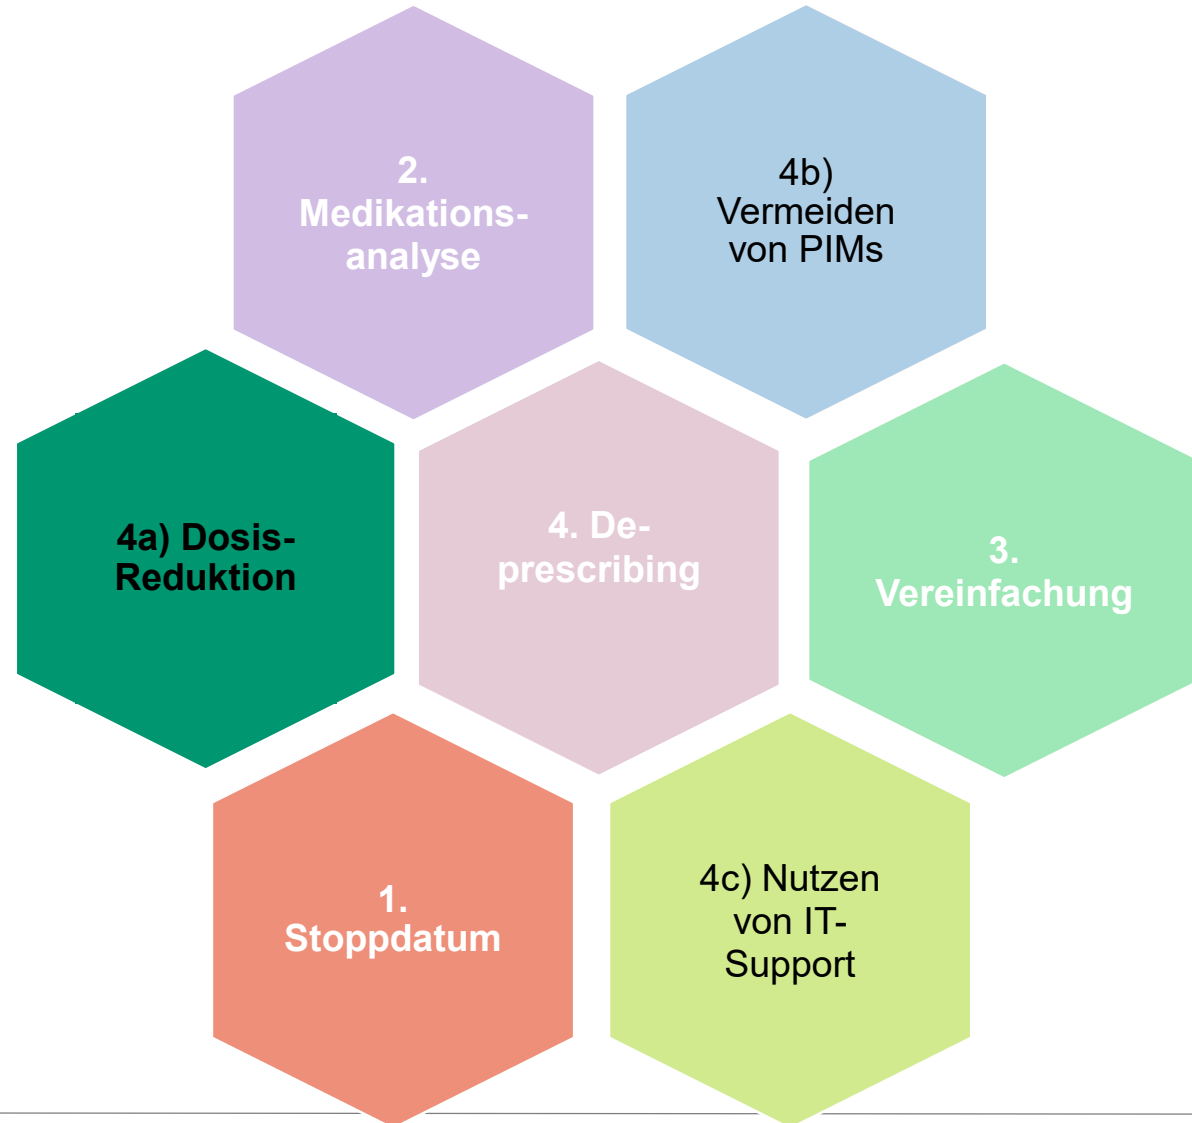 2.
Medikations-
analyse
4b)
Vermeiden
von PIMs
4a) Dosis-
Reduktion
4. De-
prescribing
3.
Vereinfachung
1.
Stoppdatum
4c) Nutzen
von IT-
Support